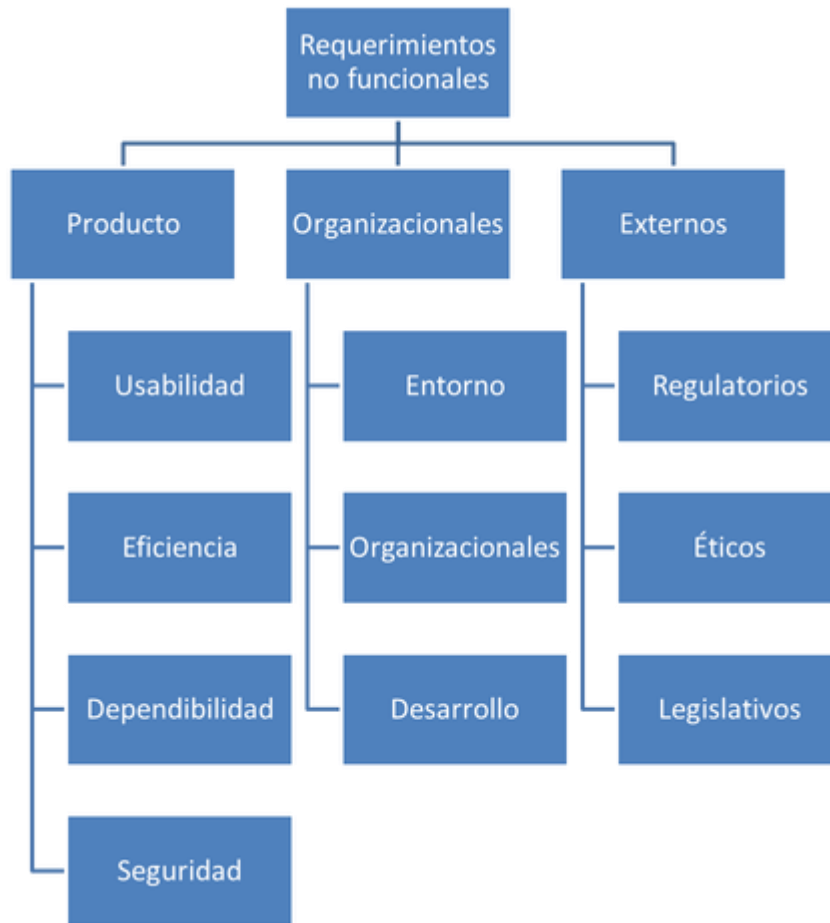 Requerimientos
no funcionales
Producto
Organizacionales
Externos
Usabilidad
Entorno
Regulatorios
Eficiencia
Organizacionales
Éticos
Dependibilidad
Desarrollo
Legislativos
Seguridad